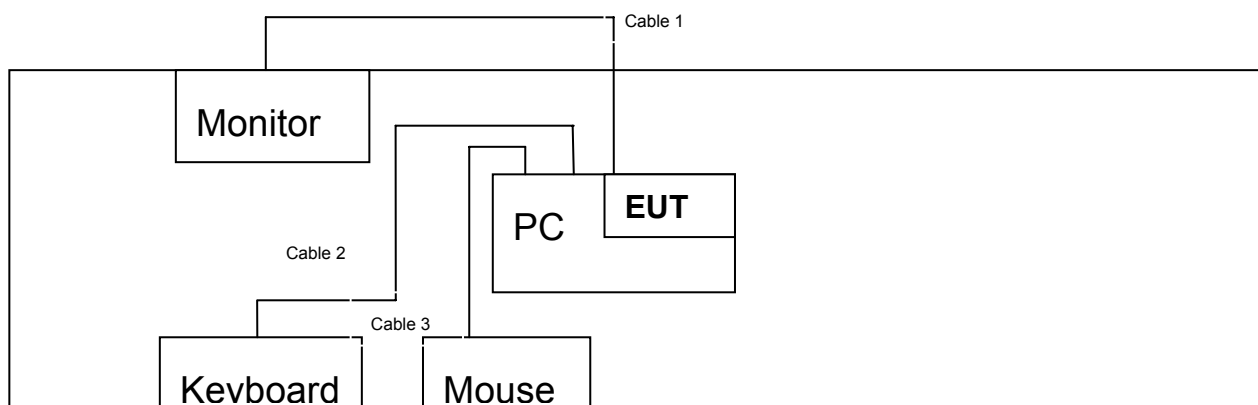 Cable 1
Monitor
EUT
PC
Cable 2
Cable 3
Keyboard
Mouse